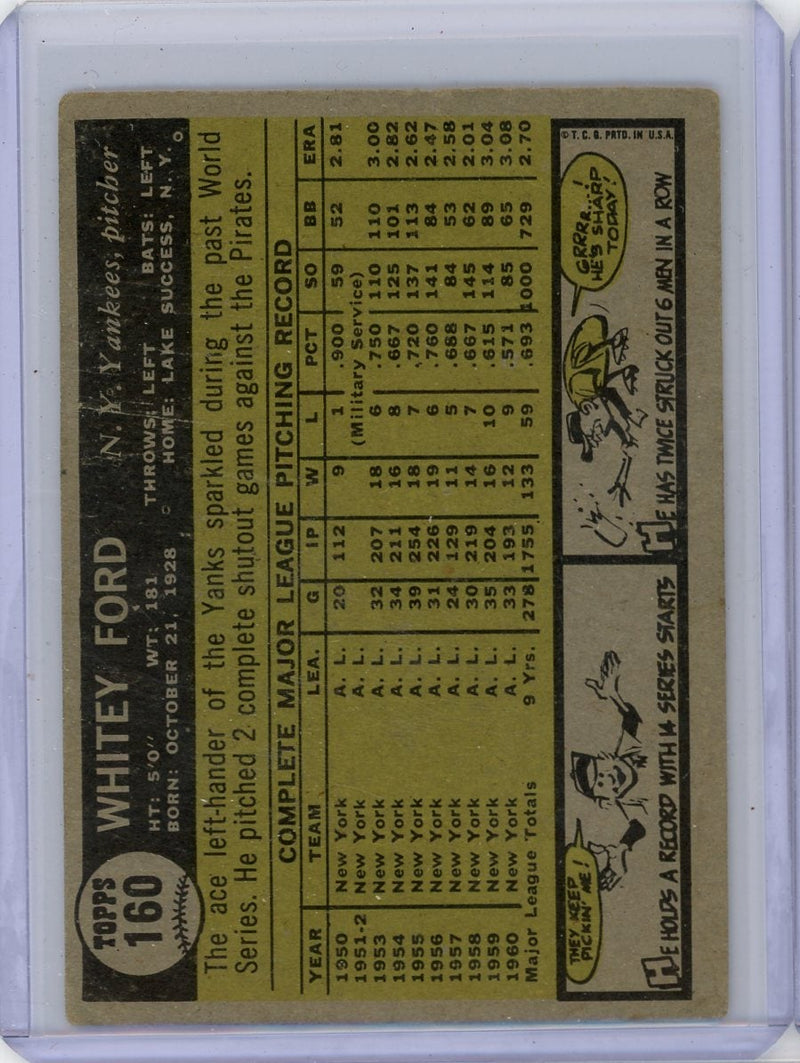 TOPPS
160
WHITEY FORD N. Y. Yankees, pitcher
HT: 5'0" WT: 181 THROWS: LEFT BATS: LEFT
BORN: OCTOBER 21, 1928 HOME: LAKE SUCCESS, N. Y.
The ace left-hander of the Yanks sparkled during the past World
Series. He pitched 2 complete shutout games against the Pirates.
COMPLETE MAJOR LEAGUE PITCHING RECORD
YEAR TEAM LEA. G IP W L PCT SO BB ERA
1950 New York A. L. 20 112 9 1 .900 59 52 2.81
1951-2 New York (Military Service)
1953 New York A. L. 32 207 18 6 .750 110 110 3.00
1954 New York A. L. 34 211 16 8 .667 125 101 2.82
1955 New York A. L. 39 254 18 7 .720 137 113 2.62
1956 New York A. L. 31 226 19 6 .760 141 84 2.47
1957 New York A. L. 24 129 11 5 .688 84 53 2.58
1958 New York A. L. 30 219 14 7 .667 145 62 2.01
1959 New York A. L. 35 204 16 10 .615 114 89 3.04
1960 New York A. L. 33 193 12 9 .571 85 65 3.08
Major League Totals 9 Yrs. 278 1755 133 59 .693 1000 729 2.70
THEY KEEP
PICKIN' ME!
HE HOLDS A RECORD WITH 14 SERIES STARTS
GRRRR...!
HE'S SHARP
TODAY!
HE HAS TWICE STRUCK OUT 6 MEN IN A ROW
© T. C. G. PRTD. IN U.S.A.